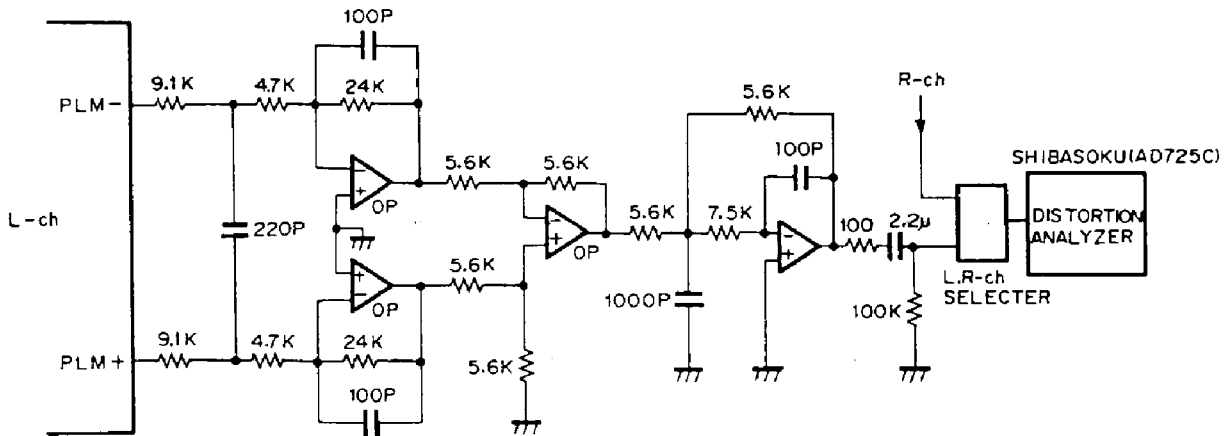 100P
9.1K
4.7K
24K
PLM-
5.6K
5.6K
OP
L-ch
220P
OP
OP
5.6K
5.6K
9.1K
4.7K
24K
PLM+
100P
5.6K
5.6K
7.5K
100P
1000P
100
2.2μ
100K
R-ch
L.R-ch
SELECTER
SHIBASOKU(AD725C)
DISTORTION
ANALYZER